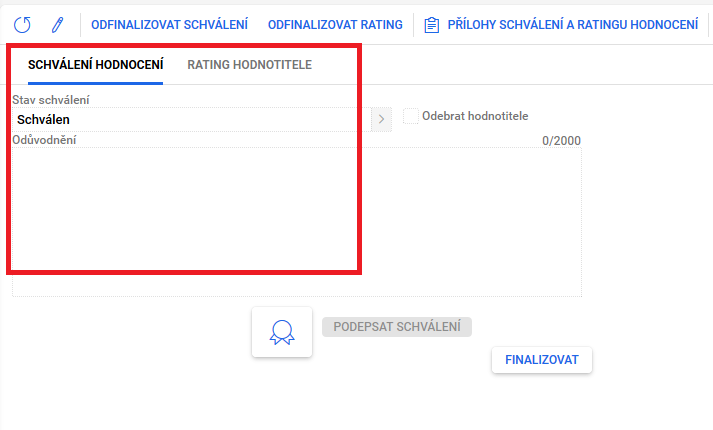 ODFINALIZOVAT SCHVÁLENÍ ODFINALIZOVAT RATING PŘÍLOHY SCHVÁLENÍ A RATINGU HODNOCENÍ
SCHVÁLENÍ HODNOCENÍ RATING HODNOTITELE
Stav schválení
Schválen Odebrat hodnotitele
Odůvodnění 0/2000
PODEPSAT SCHVÁLENÍ
FINALIZOVAT